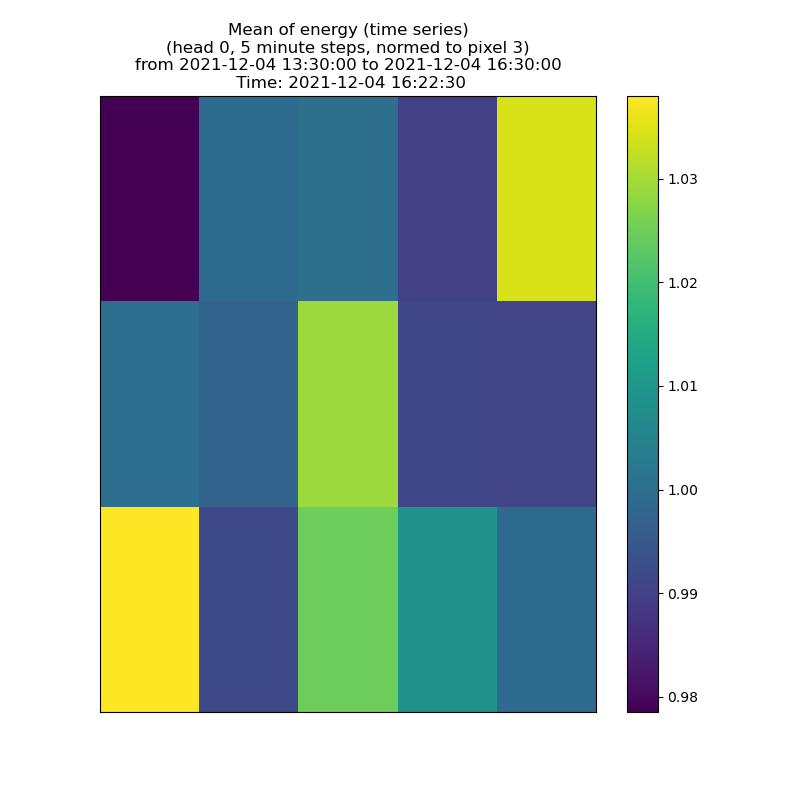 Mean of energy (time series)
(head 0, 5 minute steps, normed to pixel 3)
from 2021-12-04 13:30:00 to 2021-12-04 16:30:00
Time: 2021-12-04 16:22:30
1.03
1.02
1.01
1.00
0.99
0.98